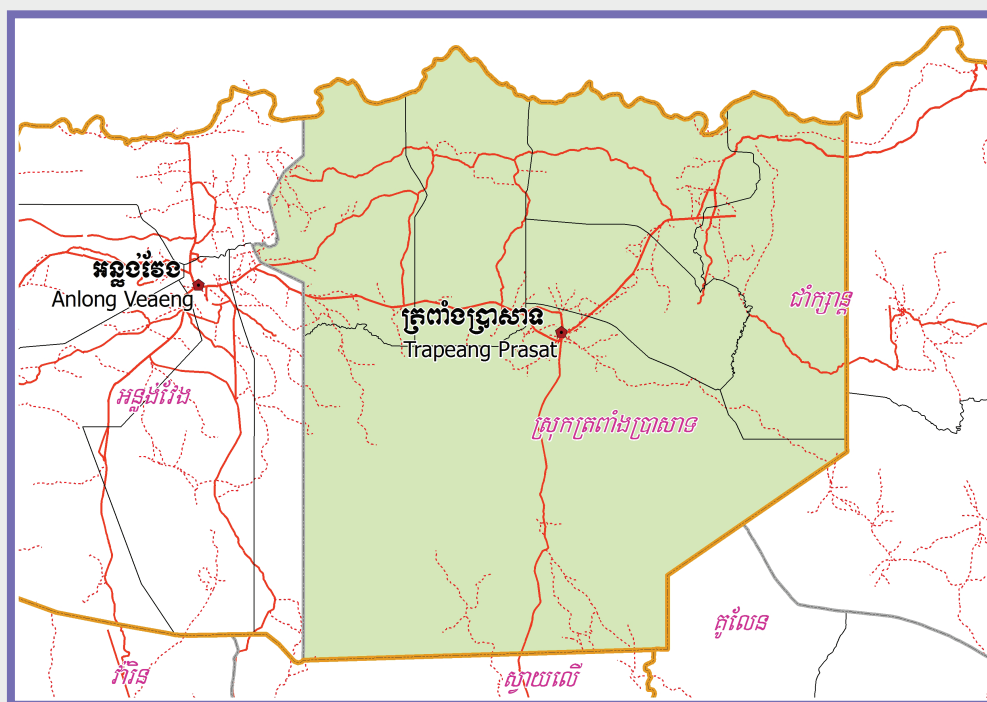 អន្លង់វែង
Anlong Veaeng
ជាំក្សាន្ត
ត្រពាំងប្រាសាទ
Trapeang Prasat
អន្លង់វែង
ស្រុកត្រពាំងប្រាសាទ
គូលែន
វ៉ារិន
ស្វាយលើ